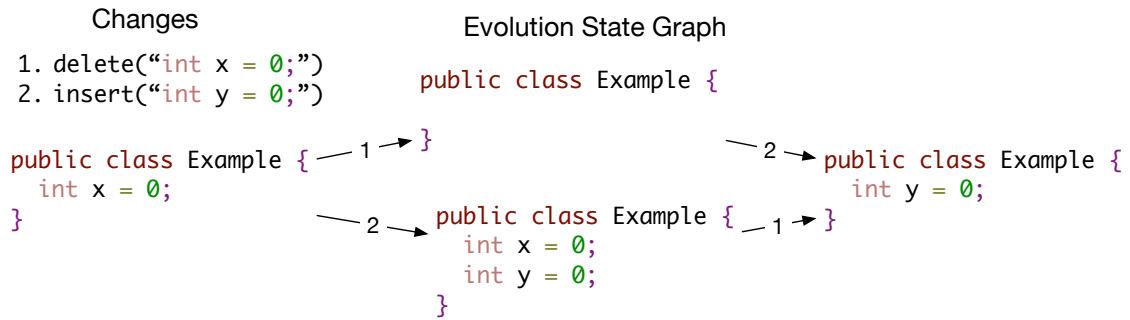 Changes
1. delete(“int x = 0;”)
2. insert(“int y = 0;”)
Evolution State Graph
public class Example {
  int x = 0;
}
1
2
public class Example {
}
public class Example {
  int x = 0;
  int y = 0;
}
2
1
public class Example {
  int y = 0;
}